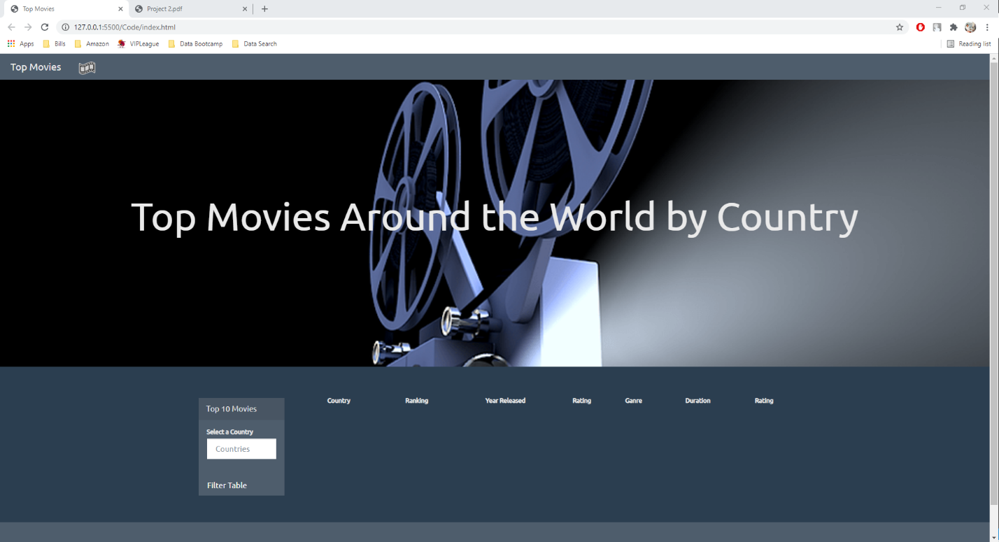 Top Movies
Project 2.pdf
127.0.0.1:5500/Code/index.html
Apps Bills Amazon VIPLeague Data Bootcamp Data Search Reading list
Top Movies
Top Movies Around the World by Country
Top 10 Movies
Select a Country
Countries
Filter Table
Country Ranking Year Released Rating Ganre Duration Rating